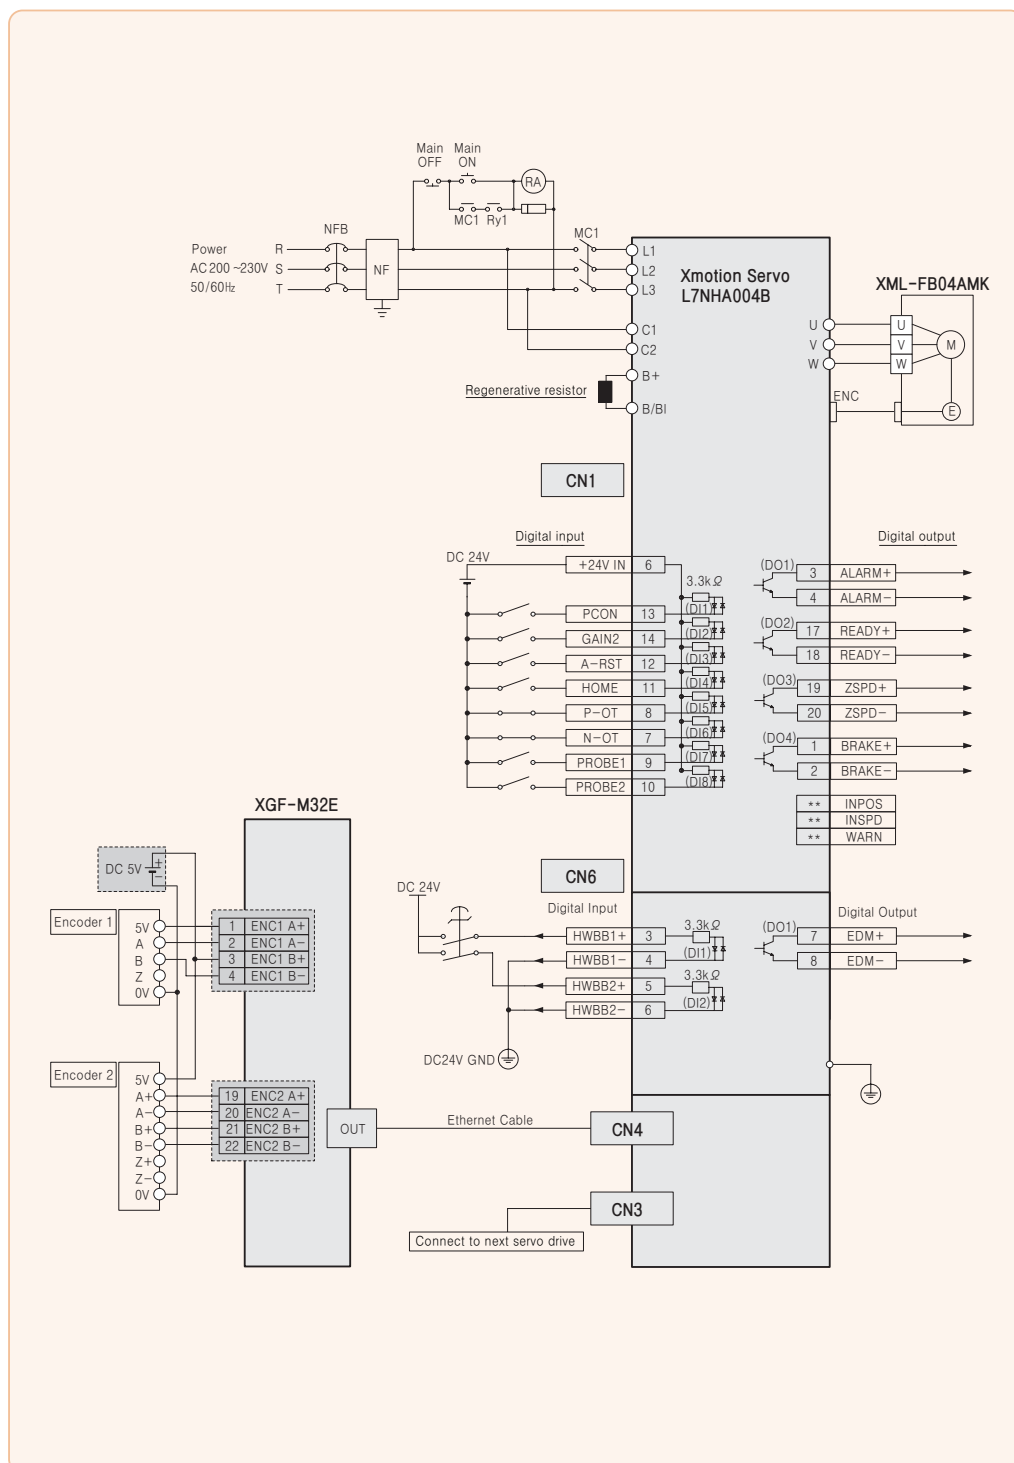 Main OFF
Main ON
RA
MC1 Ry1
NFB
MC1
Power R
AC 200 ~230V S
50/60Hz T
NF
L1
L2
L3
C1
C2
B+
B/BI
Regenerative resistor
Xmotion Servo
L7NHA004B
XML-FB04AMK
U U
V V M
W W
ENC
E
CN1
Digital input
Digital output
DC 24V
+24V IN 6
3.3kΩ
PCON 13 (DI1)
GAIN2 14 (DI2)
A-RST 12 (DI3)
HOME 11 (DI4)
P-OT 8 (DI5)
N-OT 7 (DI6)
PROBE1 9 (DI7)
PROBE2 10 (DI8)
(DO1) 3 ALARM+
4 ALARM-
(DO2) 17 READY+
18 READY-
(DO3) 19 ZSPD+
20 ZSPD-
(DO4) 1 BRAKE+
2 BRAKE-
** INPOS
** INSPD
** WARN
XGF-M32E
DC 5V + -
Encoder 1
5V 1 ENC1 A+
A 2 ENC1 A-
B 3 ENC1 B+
Z 4 ENC1 B-
0V
Encoder 2
5V
A+ 19 ENC2 A+
A- 20 ENC2 A-
B+ 21 ENC2 B+
B- 22 ENC2 B-
Z+
Z-
0V
OUT
Ethernet Cable
CN6
DC 24V
Digital Input
Digital Output
HWBB1+ 3 3.3kΩ
HWBB1- 4 (DI1)
HWBB2+ 5 3.3kΩ
HWBB2- 6 (DI2)
(DO1) 7 EDM+
8 EDM-
DC24V GND
CN4
CN3
Connect to next servo drive